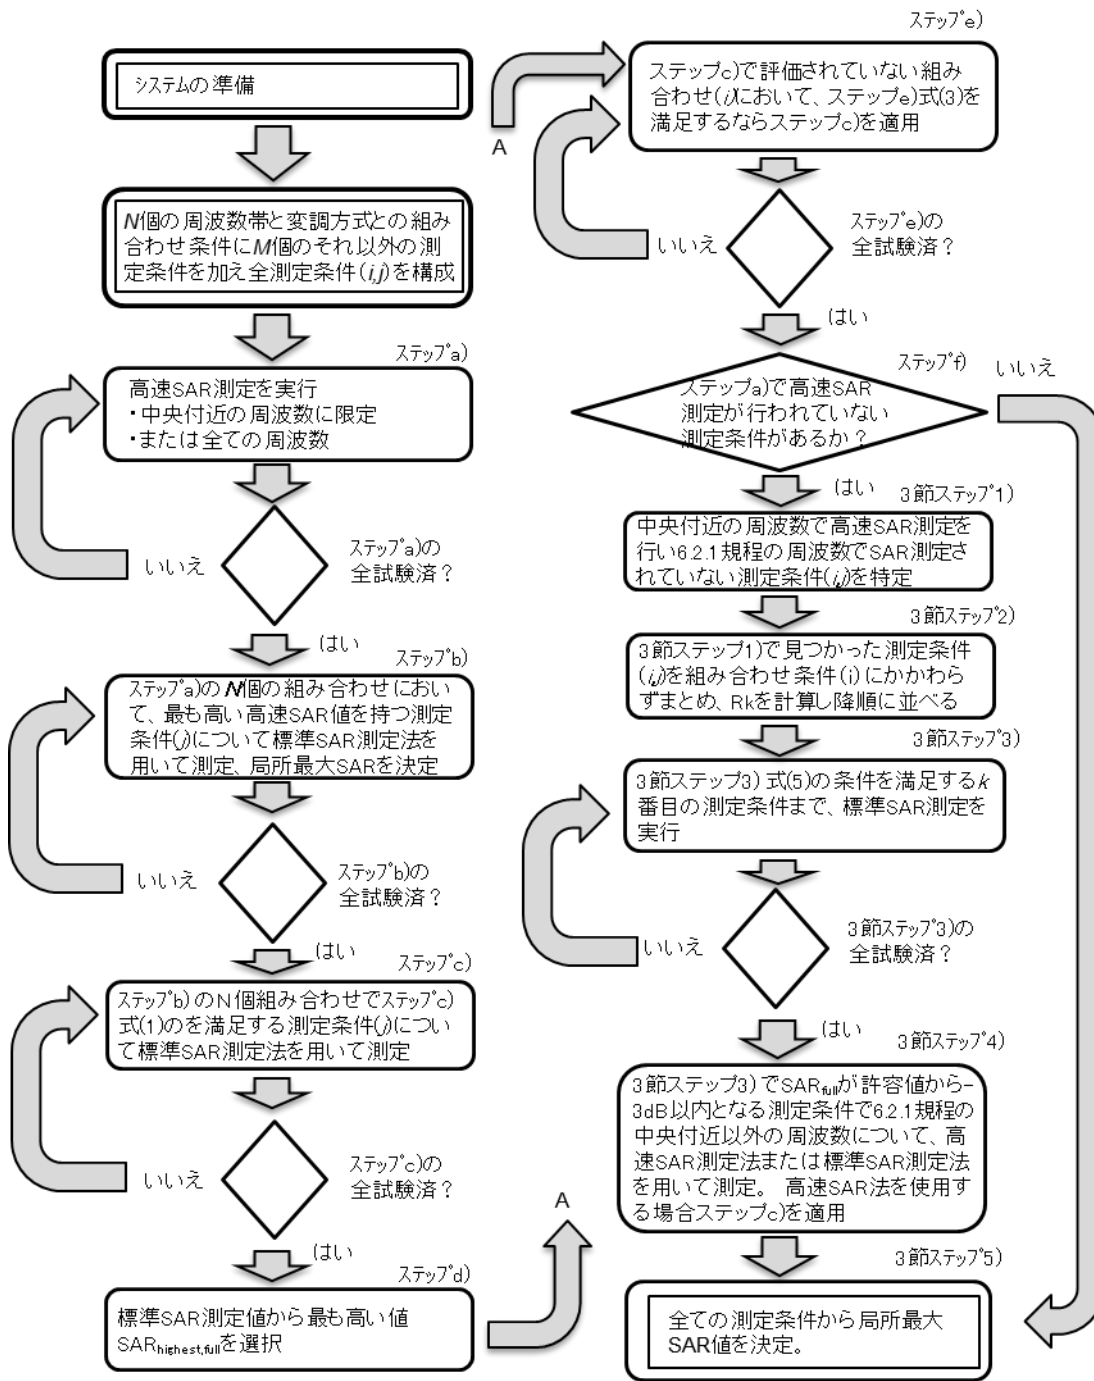 システムの準備
N個の周波数帯と変調方式との組み
合わせ条件にM個のそれ以外の測
定条件を加え全測定条件(i,j)を構成
ステップa)
高速SAR測定を実行
・中央付近の周波数に限定
・または全ての周波数
いいえ
ステップa)の
全試験済？
はい
ステップb)
ステップa)のN個の組み合わせにおい
て、最も高い高速SAR値を持つ測定
条件(j)について標準SAR測定法を
用いて測定、局所最大SARを決定
いいえ
ステップb)の
全試験済？
はい
ステップc)
ステップb)のN個組み合わせでステップc)
式(1)のを満足する測定条件(j)につい
て標準SAR測定法を用いて測定
いいえ
ステップc)の
全試験済？
はい
ステップd)
標準SAR測定値から最も高い値
SARhighest,fullを選択
A
A
ステップe)
ステップc)で評価されていない組み
合わせ(i)において、ステップe)式(3)を
満足するならステップc)を適用
いいえ
ステップe)の
全試験済？
はい
ステップf)
いいえ
ステップa)で高速SAR
測定が行われていない
測定条件があるか？
はい
3節ステップ1)
中央付近の周波数で高速SAR測定を
行い6.2.1規程の周波数でSAR測定さ
れていない測定条件(i,j)を特定
3節ステップ2)
3節ステップ1)で見つかった測定条件
(i,j)を組み合わせ条件(i)にかかわら
ずまとめ、Rkを計算し降順に並べる
3節ステップ3)
3節ステップ3) 式(5)の条件を満足するk
番目の測定条件まで、標準SAR測定を
実行
いいえ
3節ステップ3)の
全試験済？
はい
3節ステップ4)
3節ステップ3)でSARfullが許容値から-
3dB以内となる測定条件で6.2.1規程の
中央付近以外の周波数について、高
速SAR測定法または標準SAR測定法
を用いて測定。 高速SAR法を使用す
る場合ステップc)を適用
3節ステップ5)
全ての測定条件から局所最大
SAR値を決定。